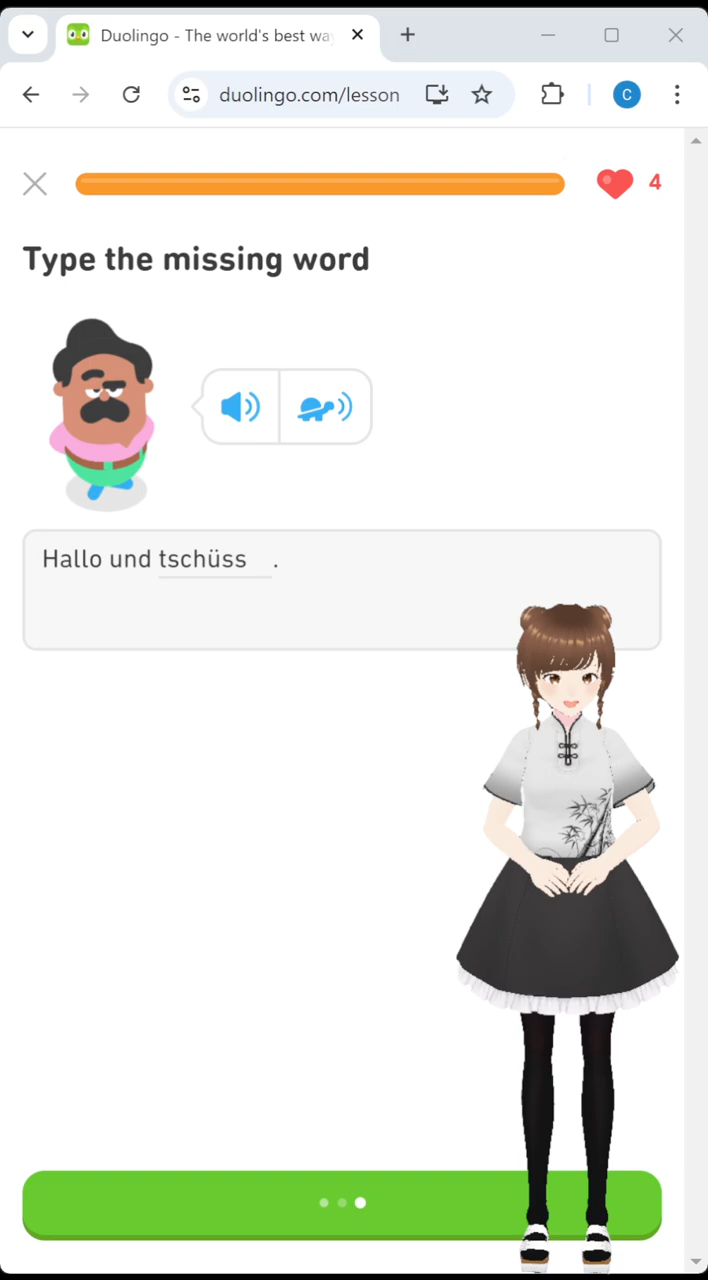 Duolingo - The world's best wa
duolingo.com/lesson
C
4
Type the missing word
Hallo und tschüss .